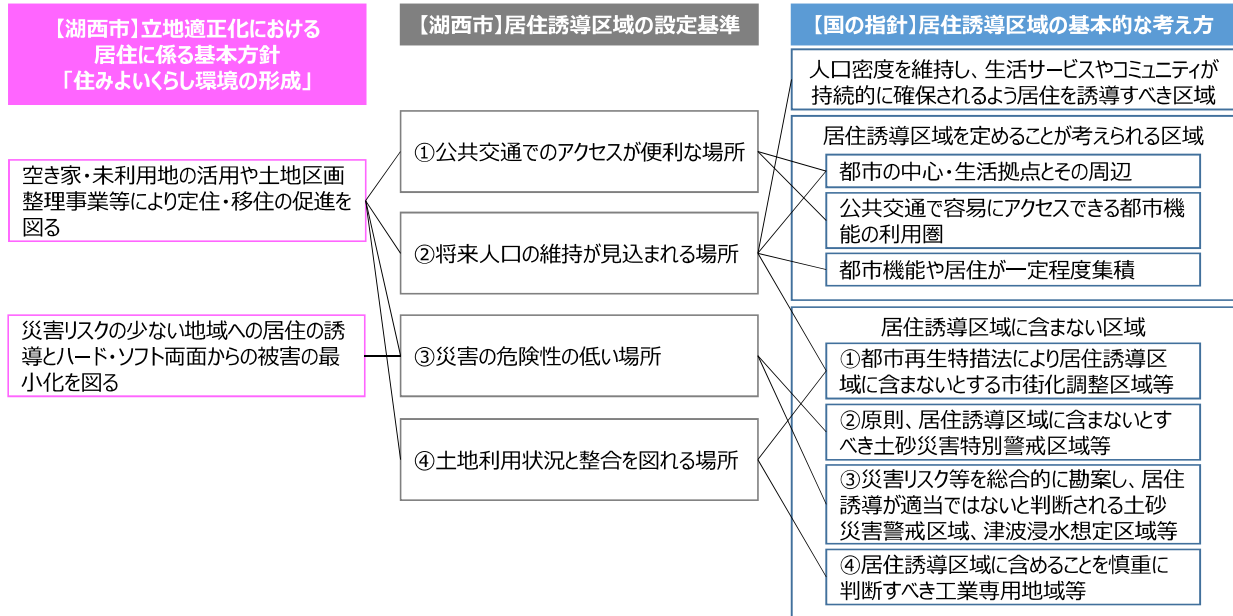 【湖西市】立地適正化における
居住に係る基本方針
「住みよいくらし環境の形成」
空き家・未利用地の活用や土地区画
整理事業等により定住・移住の促進を
図る
災害リスクの少ない地域への居住の誘
導とハード・ソフト両面からの被害の最
小化を図る
【湖西市】居住誘導区域の設定基準
①公共交通でのアクセスが便利な場所
②将来人口の維持が見込まれる場所
③災害の危険性の低い場所
④土地利用状況と整合を図れる場所
【国の指針】居住誘導区域の基本的な考え方
人口密度を維持し、生活サービスやコミュニティが
持続的に確保されるよう居住を誘導すべき区域
居住誘導区域を定めることが考えられる区域
都市の中心・生活拠点とその周辺
公共交通で容易にアクセスできる都市機
能の利用圏
都市機能や居住が一定程度集積
居住誘導区域に含まない区域
①都市再生特措法により居住誘導区
域に含まないとする市街化調整区域等
②原則、居住誘導区域に含まないとす
べき土砂災害特別警戒区域等
③災害リスク等を総合的に勘案し、居住
誘導が適当ではないと判断される土砂
災害警戒区域、津波浸水想定区域等
④居住誘導区域に含めることを慎重に
判断すべき工業専用地域等